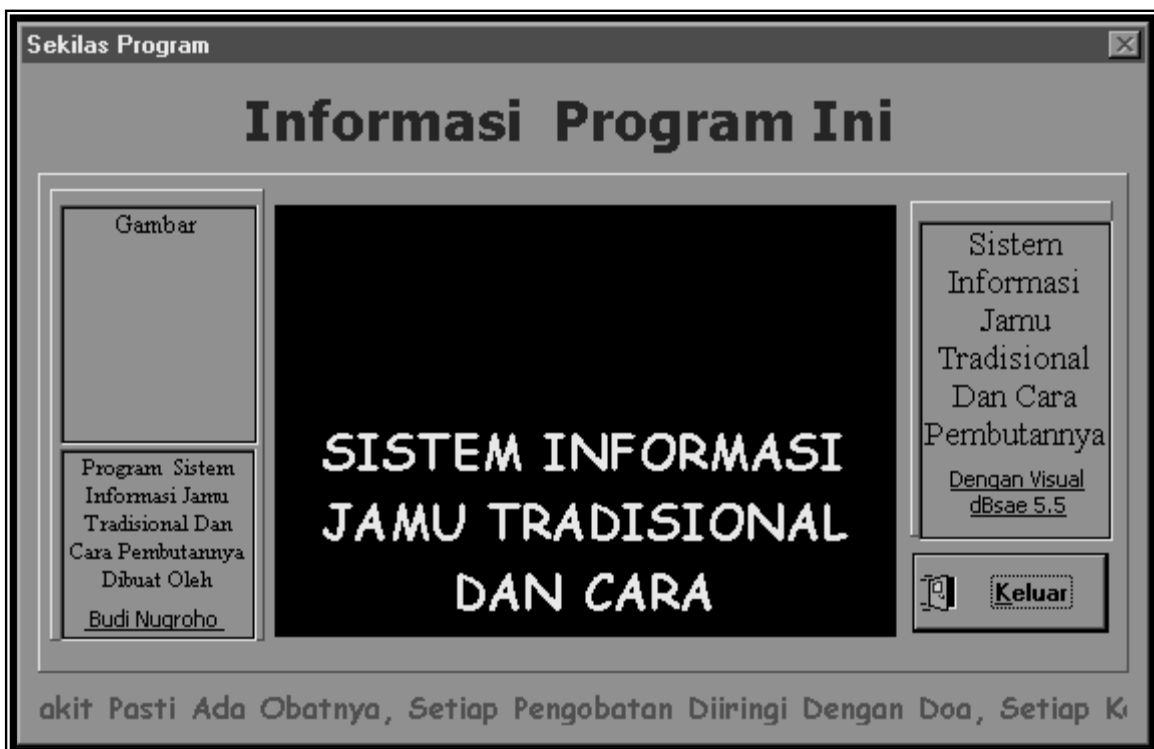 Sekilas Program
Informasi Program Ini
Gambar
Program Sistem
Informasi Jamu
Tradisional Dan
Cara Pembutannya
Dibuat Oleh
Budi Nugroho
SISTEM INFORMASI
JAMU TRADISIONAL
DAN CARA
Sistem
Informasi
Jamu
Tradisional
Dan Cara
Pembutannya
Dengan Visual
dBsae 5.5
Keluar
akit Pasti Ada Obatnya, Setiap Pengobatan Diiringi Dengan Doa, Setiap